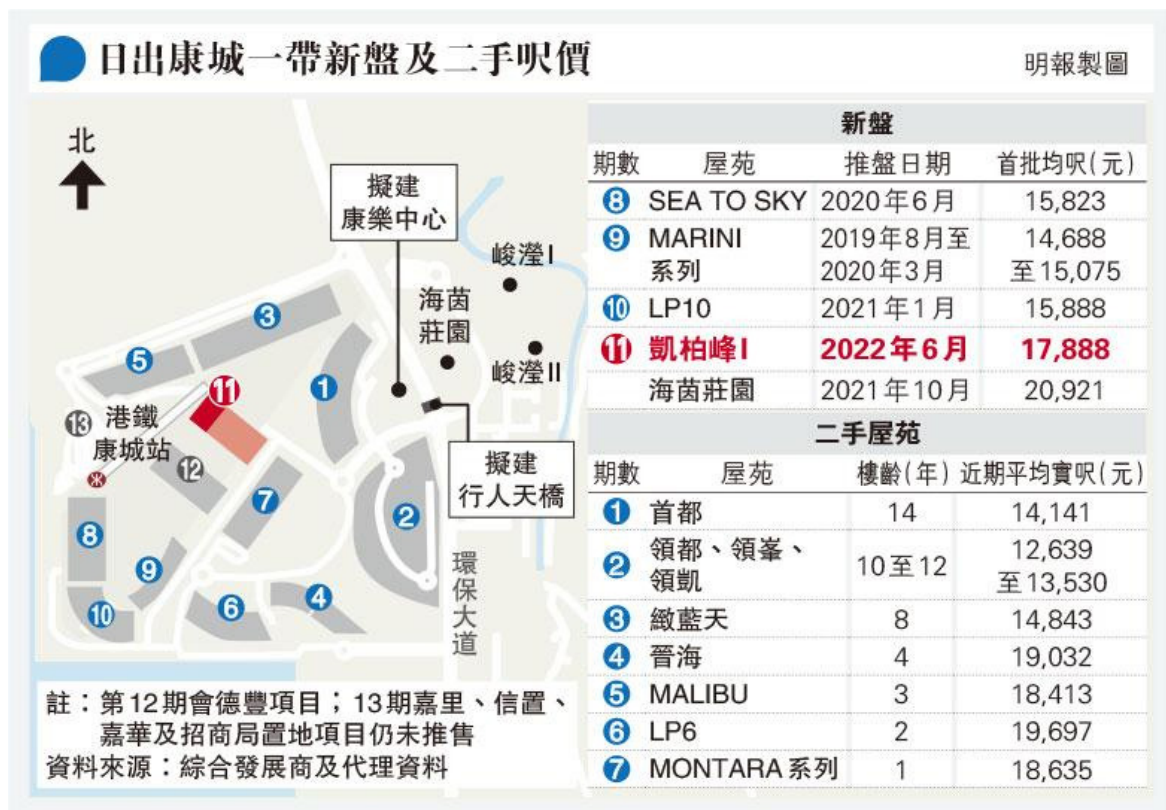 日出康城一帶新盤及二手呎價
明報製圖
北
擬建
康樂中心
峻瀅I
海茵
莊園
峻瀅II
3
5
1
11
13
港鐵
康城站
12
擬建
行人天橋
7
2
8
9
環保大道
10
6
4
註：第12期會德豐項目；13期嘉里、信置、
嘉華及招商局置地項目仍未推售
資料來源：綜合發展商及代理資料
新盤
期數 屋苑 推盤日期 首批均呎(元)
8 SEA TO SKY 2020年6月 15,823
9 MARINI 2019年8月至 14,688
系列 2020年3月 至15,075
10 LP10 2021年1月 15,888
11 凱柏峰I 2022年6月 17,888
海茵莊園 2021年10月 20,921
二手屋苑
期數 屋苑 樓齡(年) 近期平均實呎(元)
1 首都 14 14,141
2 領都、領峯、 10至12 12,639
領凱 至13,530
3 緻藍天 8 14,843
4 晉海 4 19,032
5 MALIBU 3 18,413
6 LP6 2 19,697
7 MONTARA系列 1 18,635